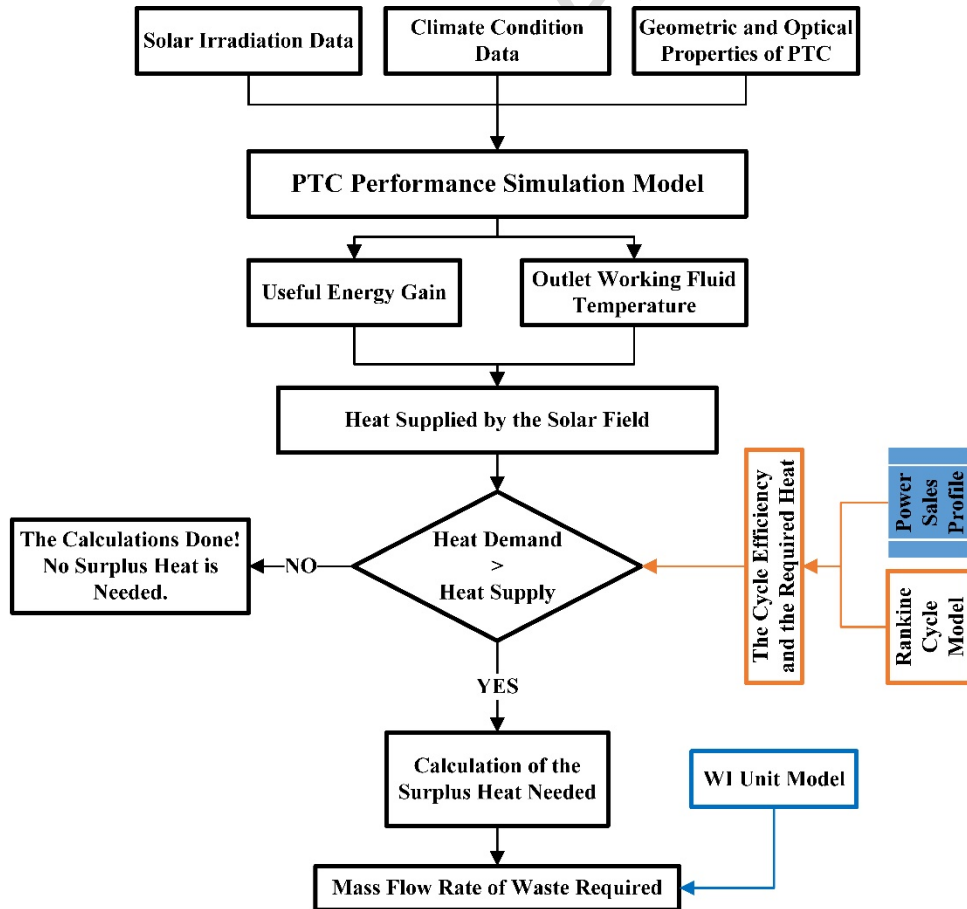 Solar Irradiation Data
Climate Condition
Data
Geometric and Optical
Properties of PTC
PTC Performance Simulation Model
Useful Energy Gain
Outlet Working Fluid
Temperature
Heat Supplied by the Solar Field
The Calculations Done!
No Surplus Heat is
Needed.
NO
Heat Demand
>
Heat Supply
The Cycle Efficiency
and the Required Heat
Power
Sales
Profile
Rankine
Cycle
Model
YES
Calculation of the
Surplus Heat Needed
WI Unit Model
Mass Flow Rate of Waste Required